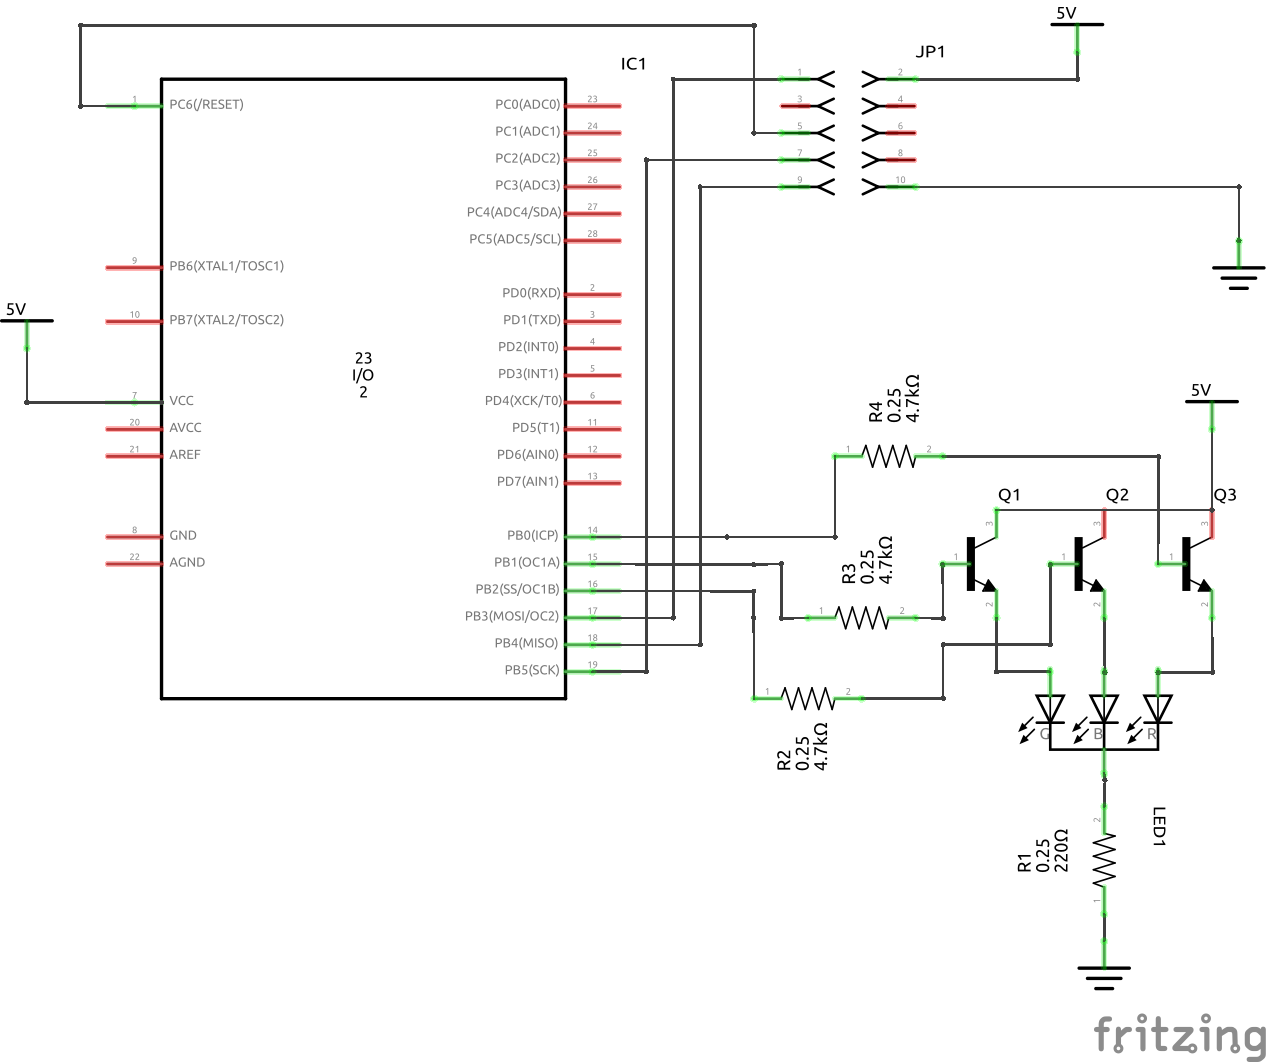 5V
IC1
JP1
1
PC6(/RESET)
PC0(ADC0)
23
PC1(ADC1)
24
PC2(ADC2)
25
PC3(ADC3)
26
PC4(ADC4/SDA)
27
PC5(ADC5/SCL)
28
1
2
3
4
5
6
7
8
9
10
9
PB6(XTAL1/TOSC1)
10
PB7(XTAL2/TOSC2)
PD0(RXD)
2
PD1(TXD)
3
PD2(INT0)
4
PD3(INT1)
5
PD4(XCK/T0)
6
PD5(T1)
11
PD6(AIN0)
12
PD7(AIN1)
13
5V
23
I/O
2
7
VCC
20
AVCC
21
AREF
8
GND
22
AGND
PB0(ICP)
14
PB1(OC1A)
15
PB2(SS/OC1B)
16
PB3(MOSI/OC2)
17
PB4(MISO)
18
PB5(SCK)
19
R4
0.25
4.7kΩ
1
2
5V
Q1
Q2
Q3
3
3
3
1
1
1
2
2
2
R3
0.25
4.7kΩ
1
2
1
2
R2
0.25
4.7kΩ
G
B
R
LED1
2
R1
0.25
220Ω
1
fritzing